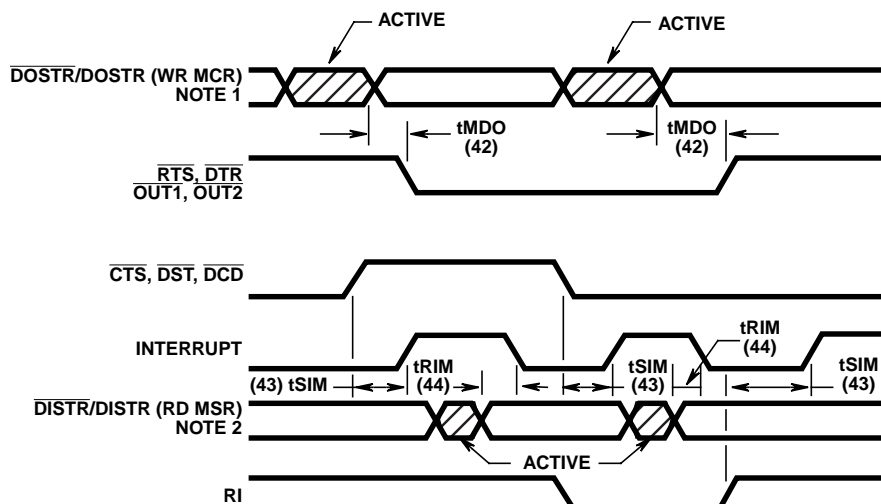 ACTIVE
ACTIVE
DOSTR/DOSTR (WR MCR)
NOTE 1
tMDO
(42)
tMDO
(42)
RTS, DTR
OUT1, OUT2
CTS, DST, DCD
INTERRUPT
tRIM
(44)
(43) tSIM
tRIM
(44)
tSIM
(43)
tSIM
(43)
DISTR/DISTR (RD MSR)
NOTE 2
ACTIVE
RI